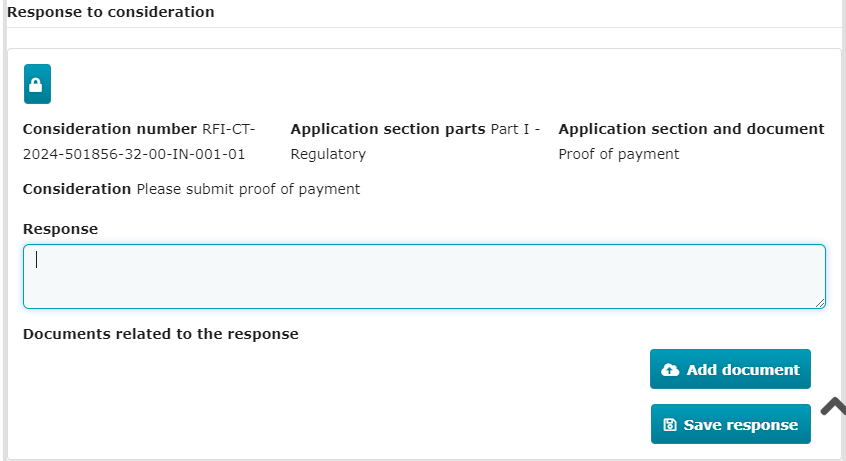 Response to consideration
Consideration number RFI-CT-2024-501856-32-00-IN-001-01
Application section parts Part I - Regulatory
Application section and document Proof of payment
Consideration Please submit proof of payment
Response
Documents related to the response
Add document
Save response